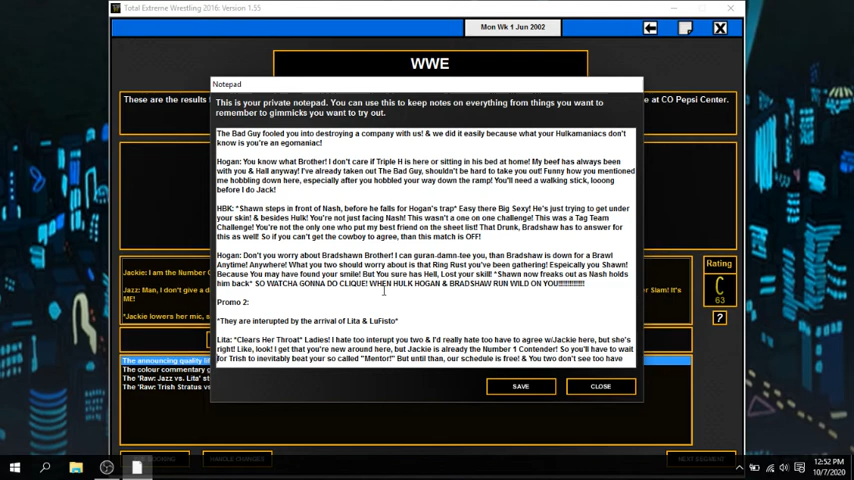 Total Extreme Wrestling 2016: Version 1.55
Mon Wk 1 Jun 2002
WWE
These are the results
e at CO Pepsi Center.
Notepad
This is your private notepad. You can use this to keep notes on everything from things you want to
remember to gimmicks you want to try out.
The Bad Guy fooled you into destroying a company with us! & we did it easily because what your Hulkamaniacs don't
know is you're an egomaniac!
Hogan: You know what Brother! I don't care if Triple H is here or sitting in his bed at home! My beef has always been
with you & Hall anyway! I've already taken out The Bad Guy, shouldn't be hard to take you out! Funny how you mentioned
me hobbling down here, especially after you hobbled your way down the ramp! You'll need a walking stick, looong
before I do Jack!
HBK: *Shawn steps in front of Nash, before he falls for Hogan's trap* Easy there Big Sexy! He's just trying to get under
your skin! & besides Hulk! You're not just facing Nash! This wasn't a one on one challenge! This was a Tag Team
Challenge! You're not the only one who put my best friend on the sheet list! That Drunk, Bradshaw has to answer for
this as well! So if you can't get the cowboy to agree, than this match is OFF!
Hogan: Don't you worry about Bradshawn Brother! I can guran-damn-tee you, than Bradshaw is down for a Brawl
Anytime! Anywhere! What you two should worry about is that Ring Rust you've been gathering! Espeically you Shawn!
Because You may have found your smile! But You sure has Hell, Lost your skill! *Shawn now freaks out as Nash holds
him back* SO WATCHA GONNA DO CLIQUE! WHEN HULK HOGAN & BRADSHAW RUN WILD ON YOU!!!!!!!!!!!!!
Promo 2:
*They are interupted by the arrival of Lita & LuFisto*
Lita: *Clears Her Throat* Ladies! I hate too interupt you two & I'd really hate too have to agree w/Jackie here, but she's
right! Like, look! I get that you're new around here, but Jackie is already the Number 1 Contender! So you'll have to wait
for Trish to inevitably beat your so called "Mentor!" But until than, our schedule is free! & You two don't see too have
SAVE
CLOSE
Jackie: I am the Number
Jazz: Man, I don't give a d
ME!
*Jackie lowers her mic, s
er Slam! It's
Rating
C
63
?
The announcing quality lif
The colour commentary
The 'Raw: Jazz vs. Lita' st
The 'Raw: Trish Stratus v
HANDLE CHANGES
NEXT SEGMENT
12:52 PM
10/7/2020